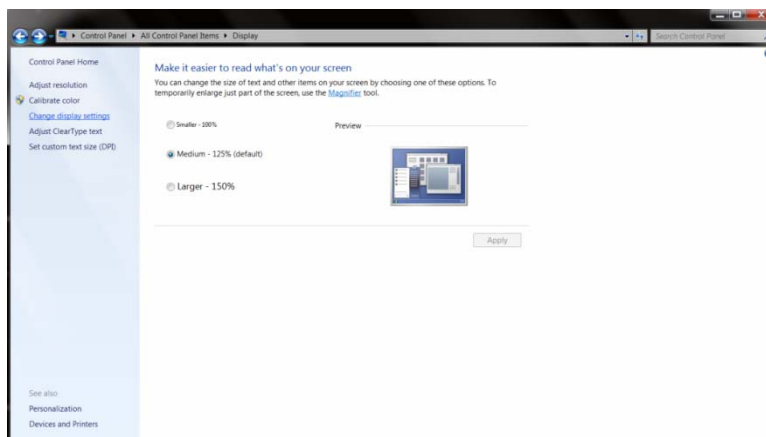 Control Panel All Control Panel Items Display
Search Control Panel
Control Panel Home
Adjust resolution
Calibrate color
Change display settings
Adjust ClearType text
Set custom text size (DPI)
Make it easier to read what's on your screen
You can change the size of text and other items on your screen by choosing one of these options. To
temporarily enlarge just part of the screen, use the Magnifier tool.
Smaller - 100%
Preview
Medium - 125% (default)
Larger - 150%
Apply
See also
Personalization
Devices and Printers